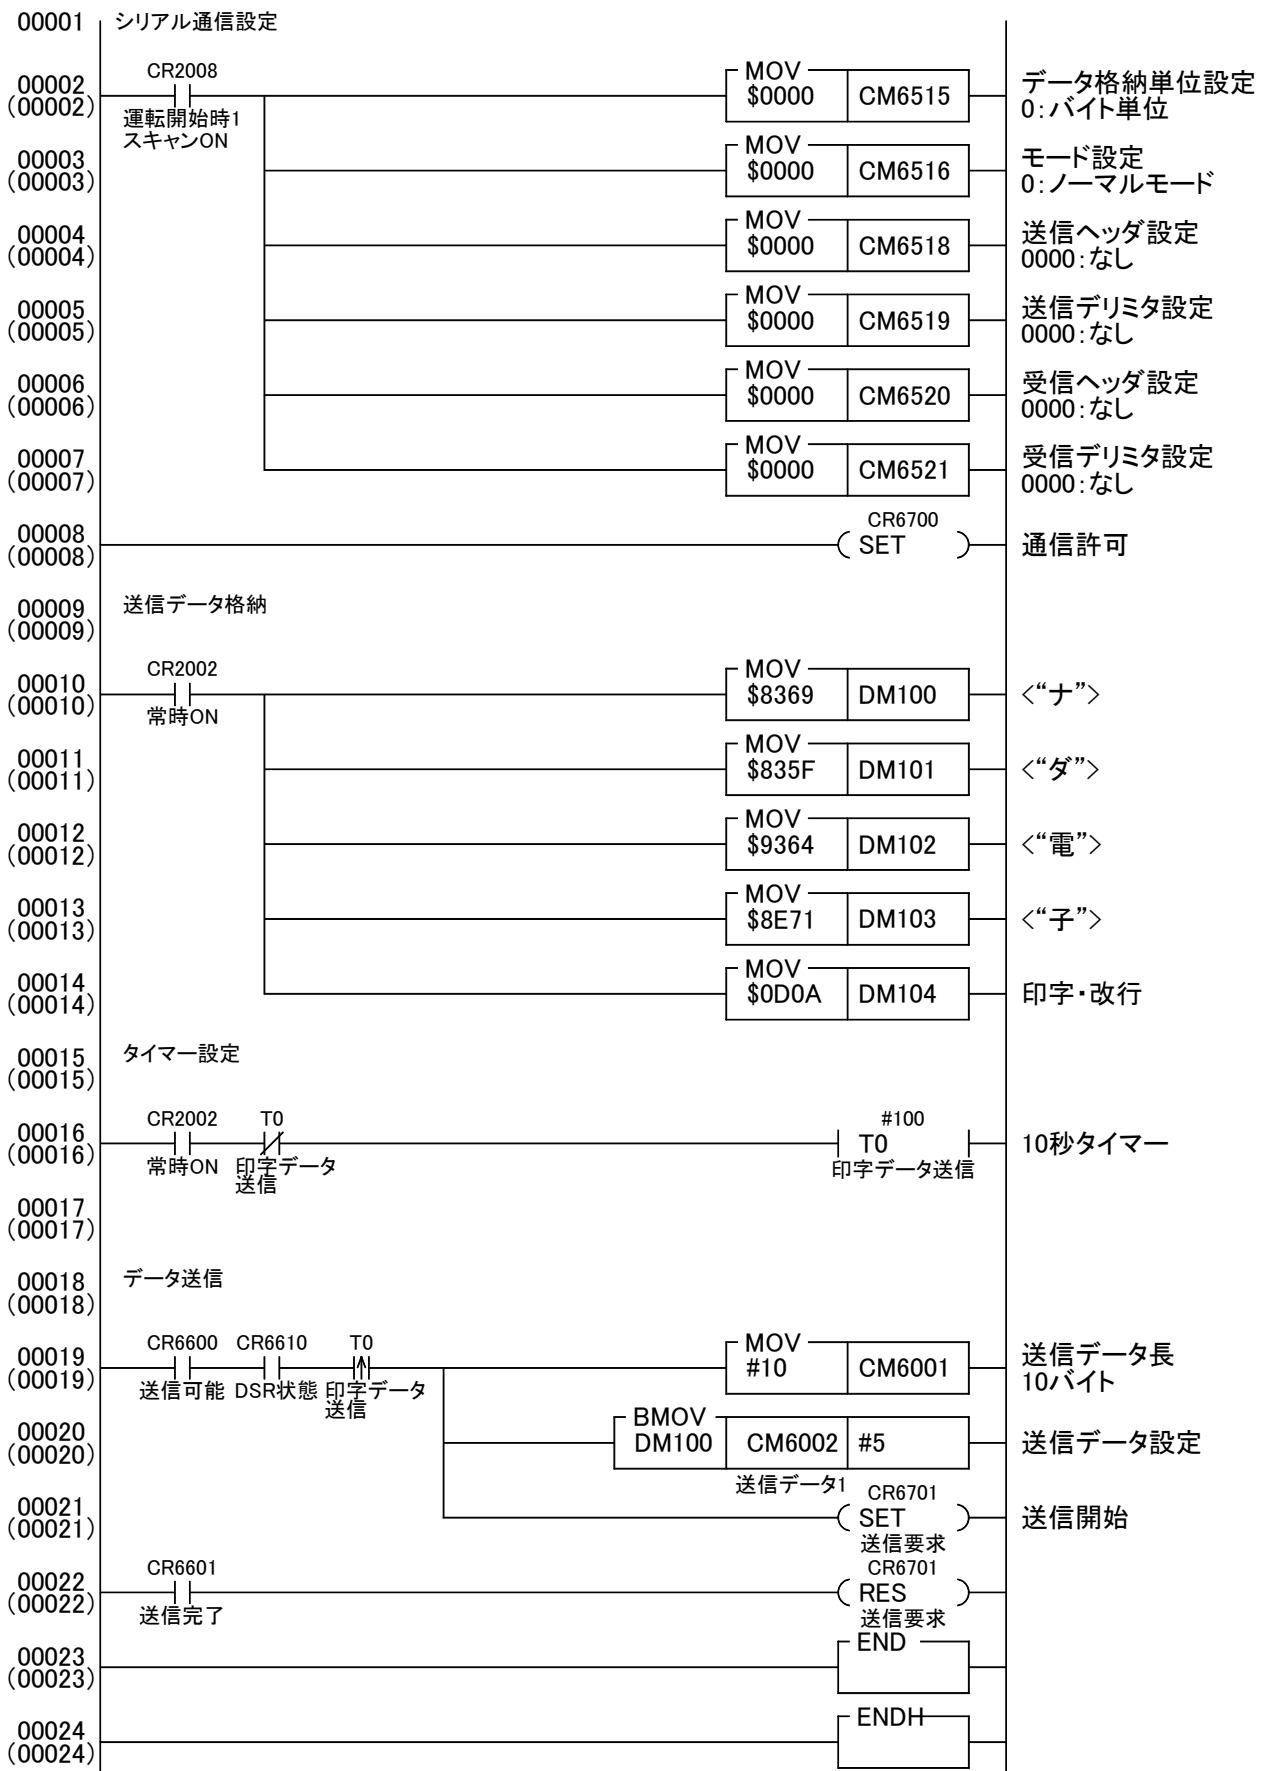 00001 シリアル通信設定
CR2008
00002
(00002)
運転開始時1
スキャンON
MOV
$0000 CM6515
データ格納単位設定
0:バイト単位
00003
(00003)
MOV
$0000 CM6516
モード設定
0:ノーマルモード
00004
(00004)
MOV
$0000 CM6518
送信ヘッダ設定
0000:なし
00005
(00005)
MOV
$0000 CM6519
送信デリミタ設定
0000:なし
00006
(00006)
MOV
$0000 CM6520
受信ヘッダ設定
0000:なし
00007
(00007)
MOV
$0000 CM6521
受信デリミタ設定
0000:なし
00008
(00008)
CR6700
SET
通信許可
00009
(00009)
送信データ格納
CR2002
00010
(00010)
常時ON
MOV
$8369 DM100
<“ナ”>
00011
(00011)
MOV
$835F DM101
<“ダ”>
00012
(00012)
MOV
$9364 DM102
<“電”>
00013
(00013)
MOV
$8E71 DM103
<“子”>
00014
(00014)
MOV
$0D0A DM104
印字・改行
00015
(00015)
タイマー設定
CR2002 T0
00016
(00016)
常時ON 印字データ
送信
#100
T0
印字データ送信
10秒タイマー
00017
(00017)
00018
(00018)
データ送信
CR6600 CR6610 T0
00019
(00019)
送信可能 DSR状態 印字データ
送信
MOV
#10 CM6001
送信データ長
10バイト
00020
(00020)
BMOV
DM100 CM6002 #5
送信データ1
送信データ設定
00021
(00021)
CR6701
SET
送信要求
送信開始
CR6601
00022
(00022)
送信完了
CR6701
RES
送信要求
00023
(00023)
END
00024
(00024)
ENDH